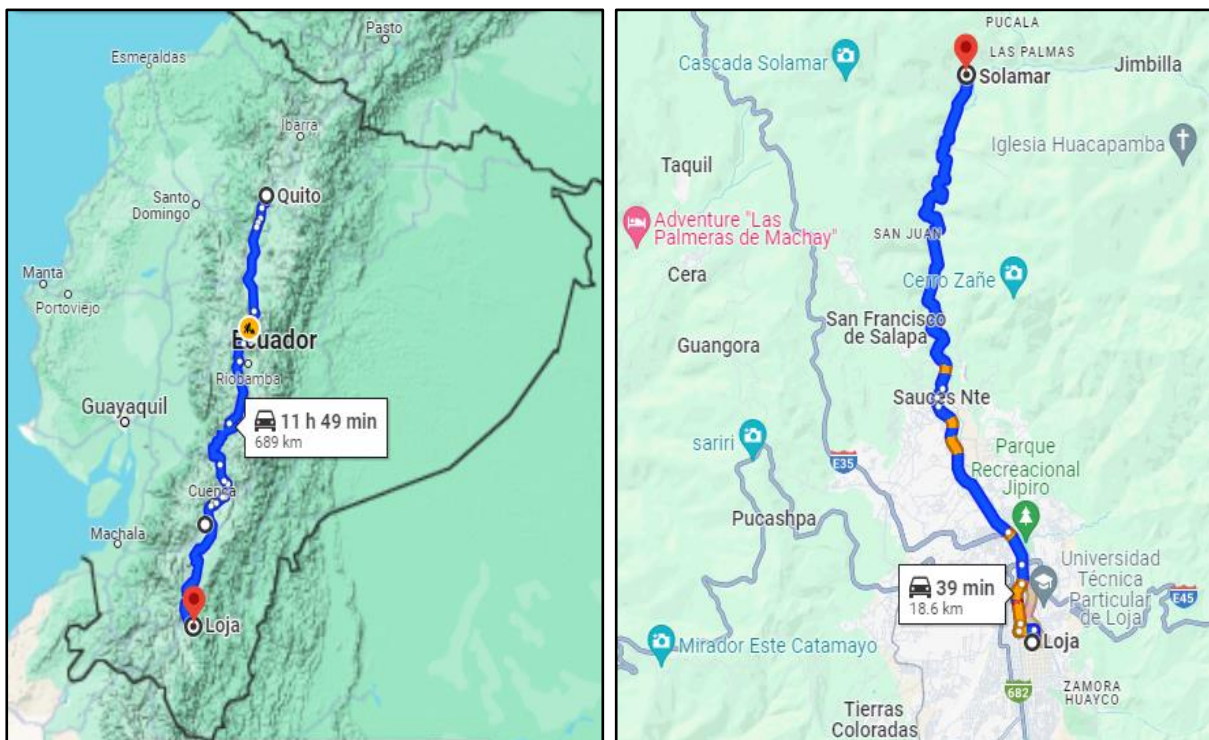 Pasto
Esmeraldas
Ibarra
Quito
Santo
Domingo
Manta
Portoviejo
Ecuador
Riobamba
Guayaquil
11 h 49 min
689 km
Cuenca
Machala
Loja
PUCALA
LAS PALMAS
Cascada Solamar
Solamar
Jimbilla
Iglesia Huacapamba
Taquil
Adventure "Las
Palmeras de Machay"
SAN JUAN
Cera
Cerro Zañe
San Francisco
de Salapa
Guangora
Sauces Nte
sariri
Parque
Recreacional
Jipiro
E35
Pucashpa
Universidad
Técnica
Particular
de Loja
39 min
18.6 km
E45
Mirador Este Catamayo
Loja
682
ZAMORA
HUAYCO
Tierras
Coloradas